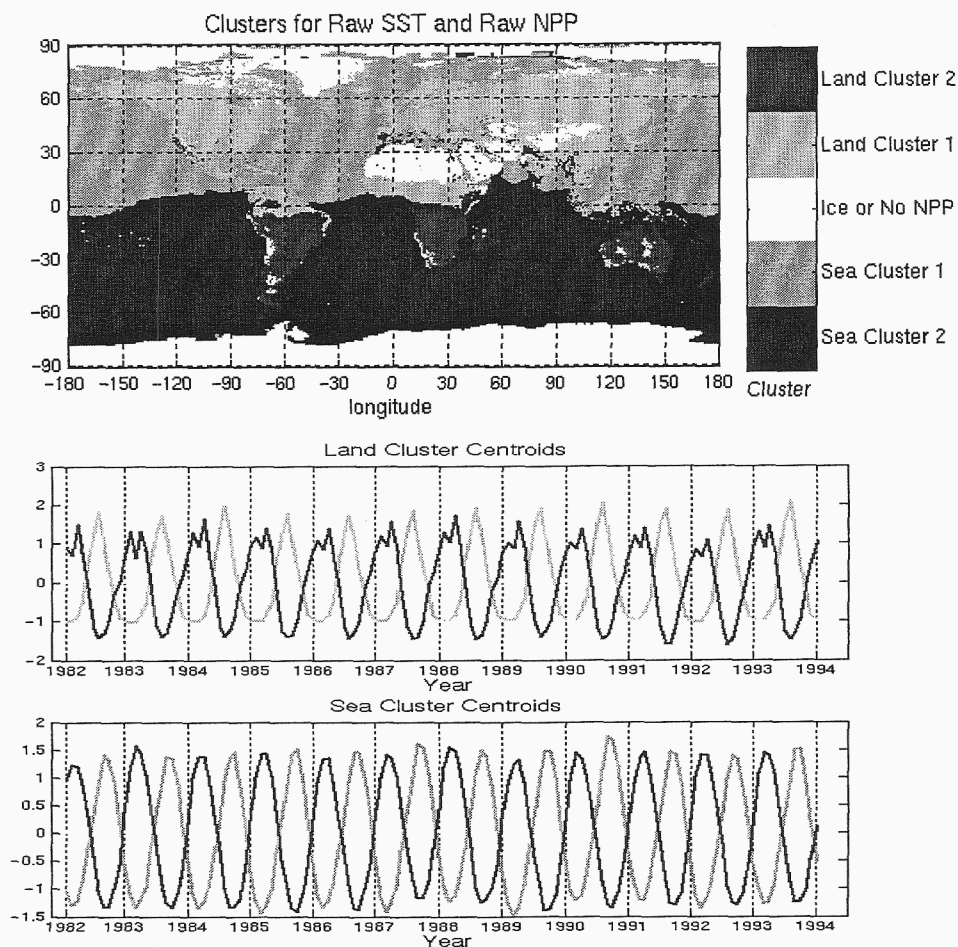 Clusters for Raw SST and Raw NPP
90
60
30
0
-30
-60
-90
-180 -150 -120 -90 -60 -30 0 30 60 90 120 150 180
longitude
Land Cluster 2
Land Cluster 1
Ice or No NPP
Sea Cluster 1
Sea Cluster 2
Cluster
Land Cluster Centroids
3
2
1
0
-1
-2
1982 1983 1984 1985 1986 1987 1988 1989 1990 1991 1992 1993 1994
Year
Sea Cluster Centroids
2
1.5
1
0.5
0
-0.5
-1
-1.5
1982 1983 1984 1985 1986 1987 1988 1989 1990 1991 1992 1993 1994
Year